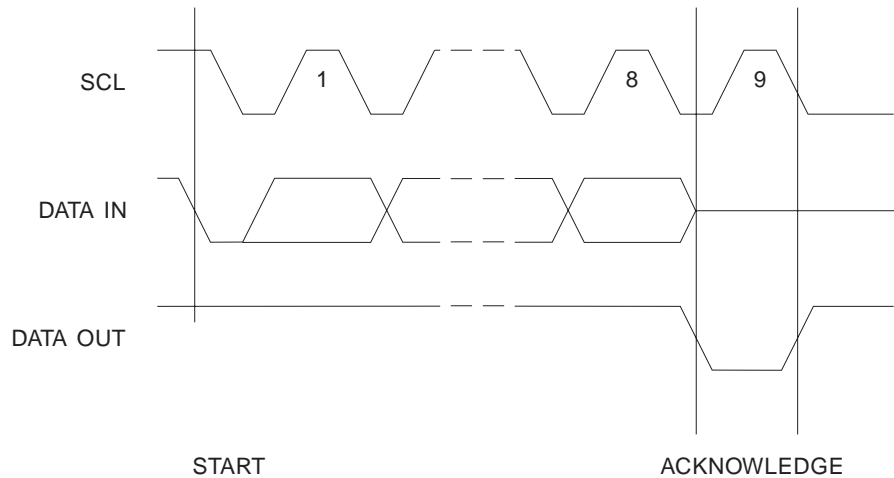 SCL
1
8
9
DATA IN
DATA OUT
START
ACKNOWLEDGE